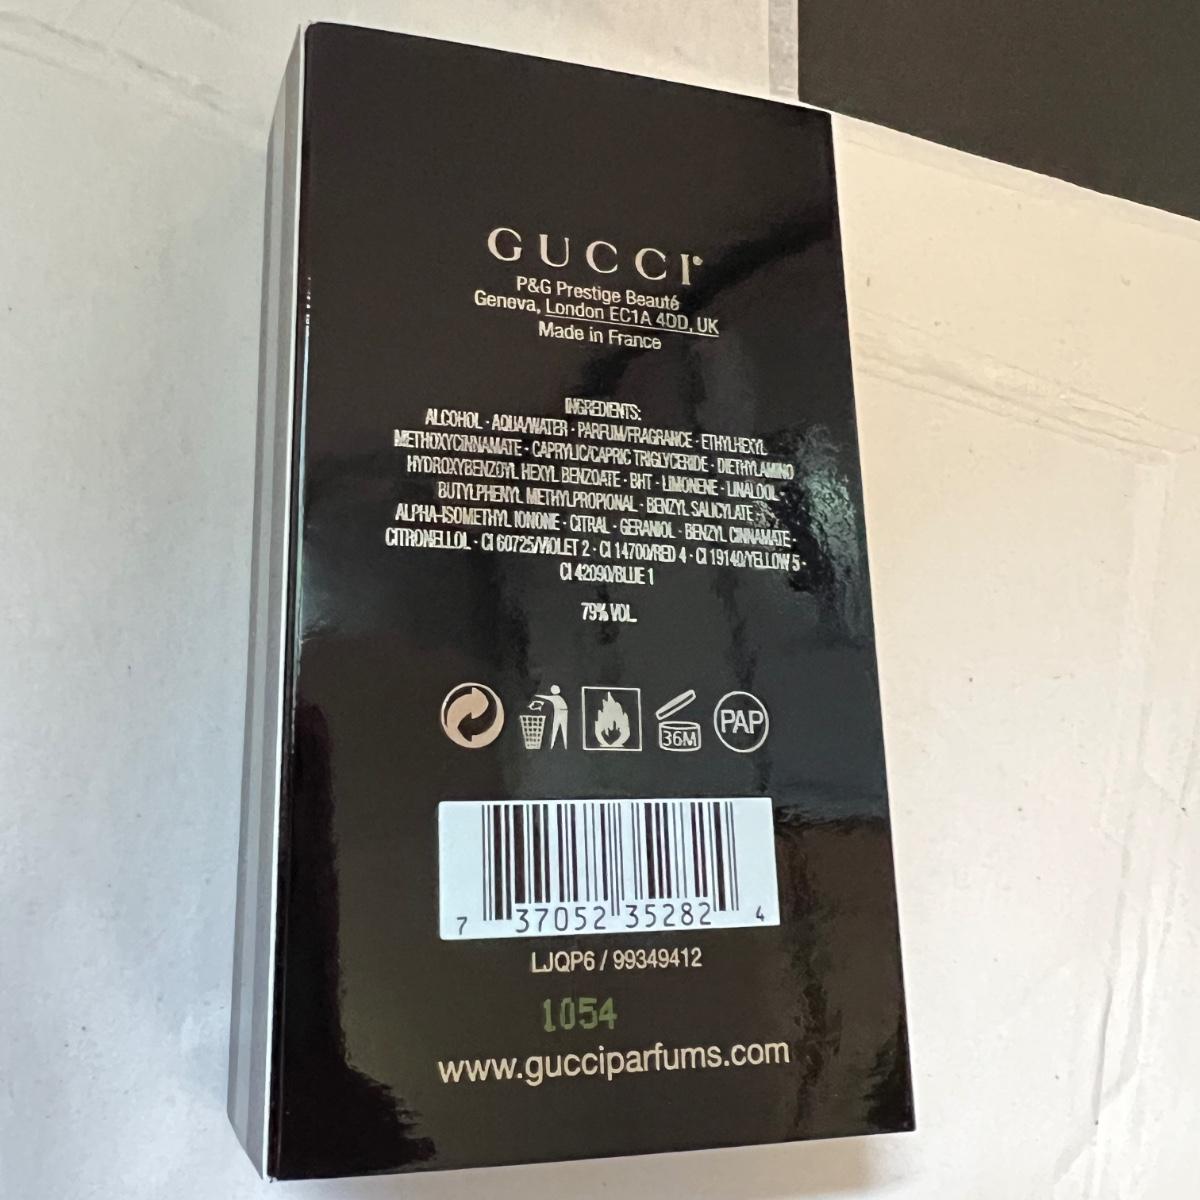 GUCCI®
P&G Prestige Beauté
Geneva, London EC1A 4DD, UK
Made in France
INGREDIENTS:
ALCOHOL · AQUA/WATER · PARFUM/FRAGRANCE · ETHYLHEXYL
METHOXYCINNAMATE · CAPRYLIC/CAPRIC TRIGLYCERIDE · DIETHYLAMINO
HYDROXYBENZOYL HEXYL BENZOATE · BHT · LIMONENE · LINALOOL ·
BUTYLPHENYL METHYLPROPIONAL · BENZYL SALICYLATE ·
ALPHA-ISOMETHYL IONONE · CITRAL · GERANIOL · BENZYL CINNAMATE ·
CITRONELLOL · CI 60725/VIOLET 2 · CI 14700/RED 4 · CI 19140/YELLOW 5 ·
CI 42090/BLUE 1
79% VOL.
36M PAP
7 37052 35282 4
LJQP6 / 99349412
1054
www.gucciparfums.com